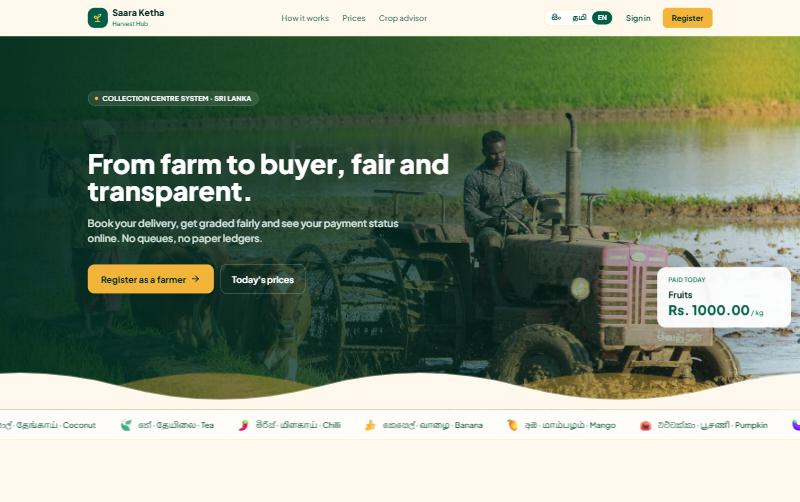 Saara Ketha
Harvest Hub
How it works
Prices
Crop advisor
සිං
தமி
EN
Sign in
Register
COLLECTION CENTRE SYSTEM · SRI LANKA
From farm to buyer, fair and
transparent.
Book your delivery, get graded fairly and see your payment status
online. No queues, no paper ledgers.
Register as a farmer →
Today's prices
PAID TODAY
Fruits
Rs. 1000.00 / kg
தேங்காய் · Coconut
තේ · தேயிலை · Tea
මිරිස් · மிளகாய் · Chilli
කෙසෙල් · வாழை · Banana
අඹ · மாம்பழம் · Mango
වට්ටක්කා · பூசணி · Pumpkin